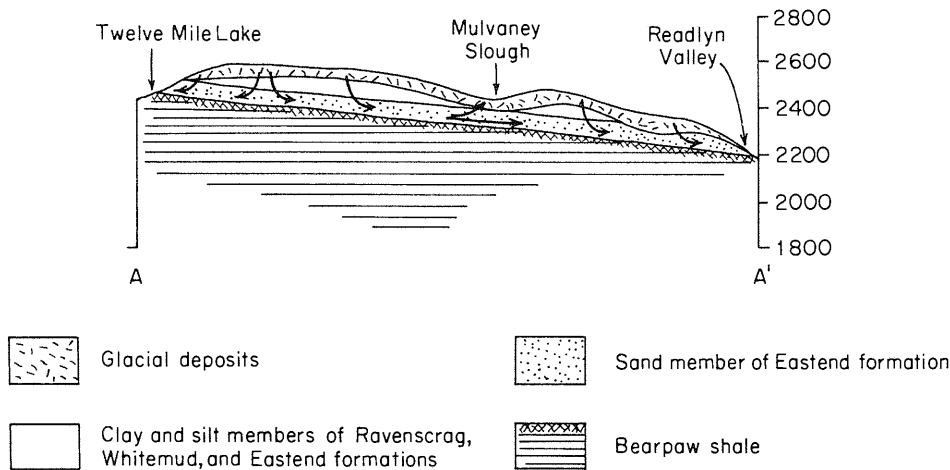 Twelve Mile Lake
Mulvaney
Slough
Readlyn
Valley
2800
2600
2400
2200
2000
1800
A
A'
Glacial deposits
Sand member of Eastend formation
Clay and silt members of Ravenscrag,
Whitemud, and Eastend formations
Bearpaw shale